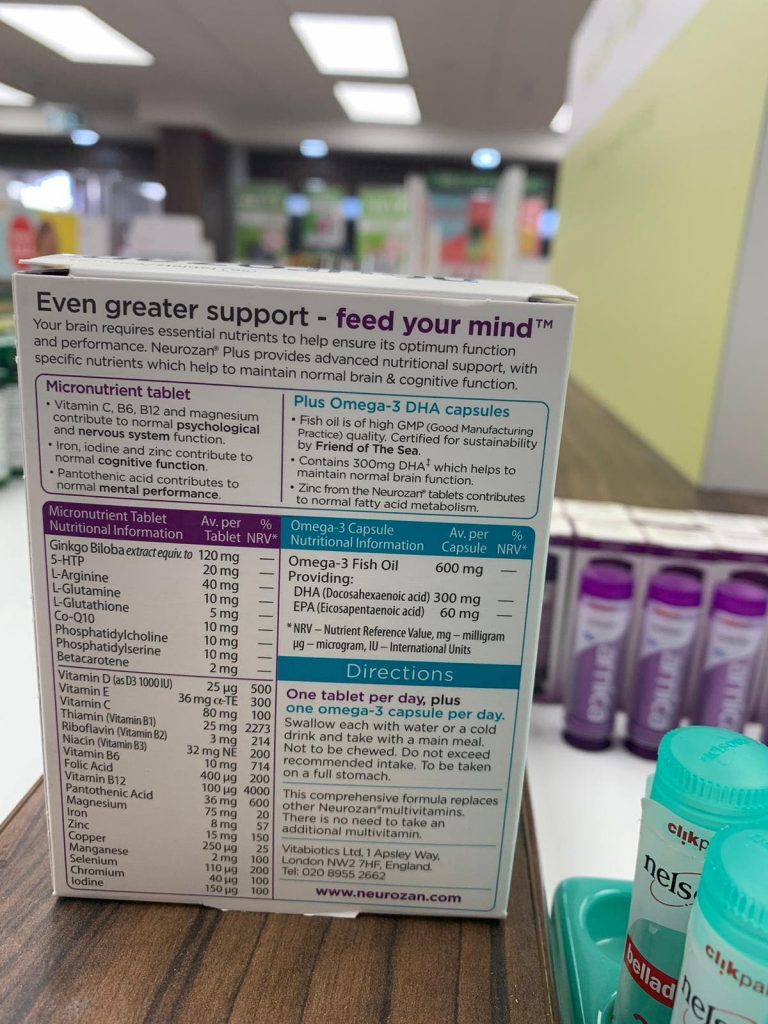 Even greater support - feed your mind™
Your brain requires essential nutrients to help ensure its optimum function
and performance. Neurozan® Plus provides advanced nutritional support, with
specific nutrients which help to maintain normal brain & cognitive function.
Micronutrient tablet
• Vitamin C, B6, B12 and magnesium
contribute to normal psychological
and nervous system function.
• Iron, iodine and zinc contribute to
normal cognitive function.
• Pantothenic acid contributes to
normal mental performance.
Plus Omega-3 DHA capsules
• Fish oil is of high GMP (Good Manufacturing
Practice) quality. Certified for sustainability
by Friend of The Sea.
• Contains 300mg DHA‡ which helps to
maintain normal brain function.
• Zinc from the Neurozan® tablets contributes
to normal fatty acid metabolism.
Micronutrient Tablet Av. per %
Nutritional Information Tablet NRV*
Ginkgo Biloba extract equiv. to 120 mg —
5-HTP 20 mg —
L-Arginine 40 mg —
L-Glutamine 10 mg —
L-Glutathione 5 mg —
Co-Q10 10 mg —
Phosphatidylcholine 10 mg —
Phosphatidylserine 10 mg —
Betacarotene 2 mg —
Vitamin D (as D3 1000 IU) 25 µg 500
Vitamin E 36 mg α-TE 300
Vitamin C 80 mg 100
Thiamin (Vitamin B1) 25 mg 2273
Riboflavin (Vitamin B2) 3 mg 214
Niacin (Vitamin B3) 32 mg NE 200
Vitamin B6 10 mg 714
Folic Acid 400 µg 200
Vitamin B12 100 µg 4000
Pantothenic Acid 36 mg 600
Magnesium 75 mg 20
Iron 8 mg 57
Zinc 15 mg 150
Copper 250 µg 25
Manganese 2 mg 100
Selenium 110 µg 200
Chromium 40 µg 100
Iodine 150 µg 100
Omega-3 Capsule Av. per %
Nutritional Information Capsule NRV*
Omega-3 Fish Oil 600 mg —
Providing:
DHA (Docosahexaenoic acid) 300 mg —
EPA (Eicosapentaenoic acid) 60 mg —
* NRV – Nutrient Reference Value, mg – milligram
µg – microgram, IU – International Units
Directions
One tablet per day, plus
one omega-3 capsule per day.
Swallow each with water or a cold
drink and take with a main meal.
Not to be chewed. Do not exceed
recommended intake. To be taken
on a full stomach.
This comprehensive formula replaces
other Neurozan® multivitamins.
There is no need to take an
additional multivitamin.
Vitabiotics Ltd, 1 Apsley Way,
London NW2 7HF, England.
Tel: 020 8955 2662
www.neurozan.com
arnica
arnica
arnica
clikp
nels
bellad
clikpa
nels